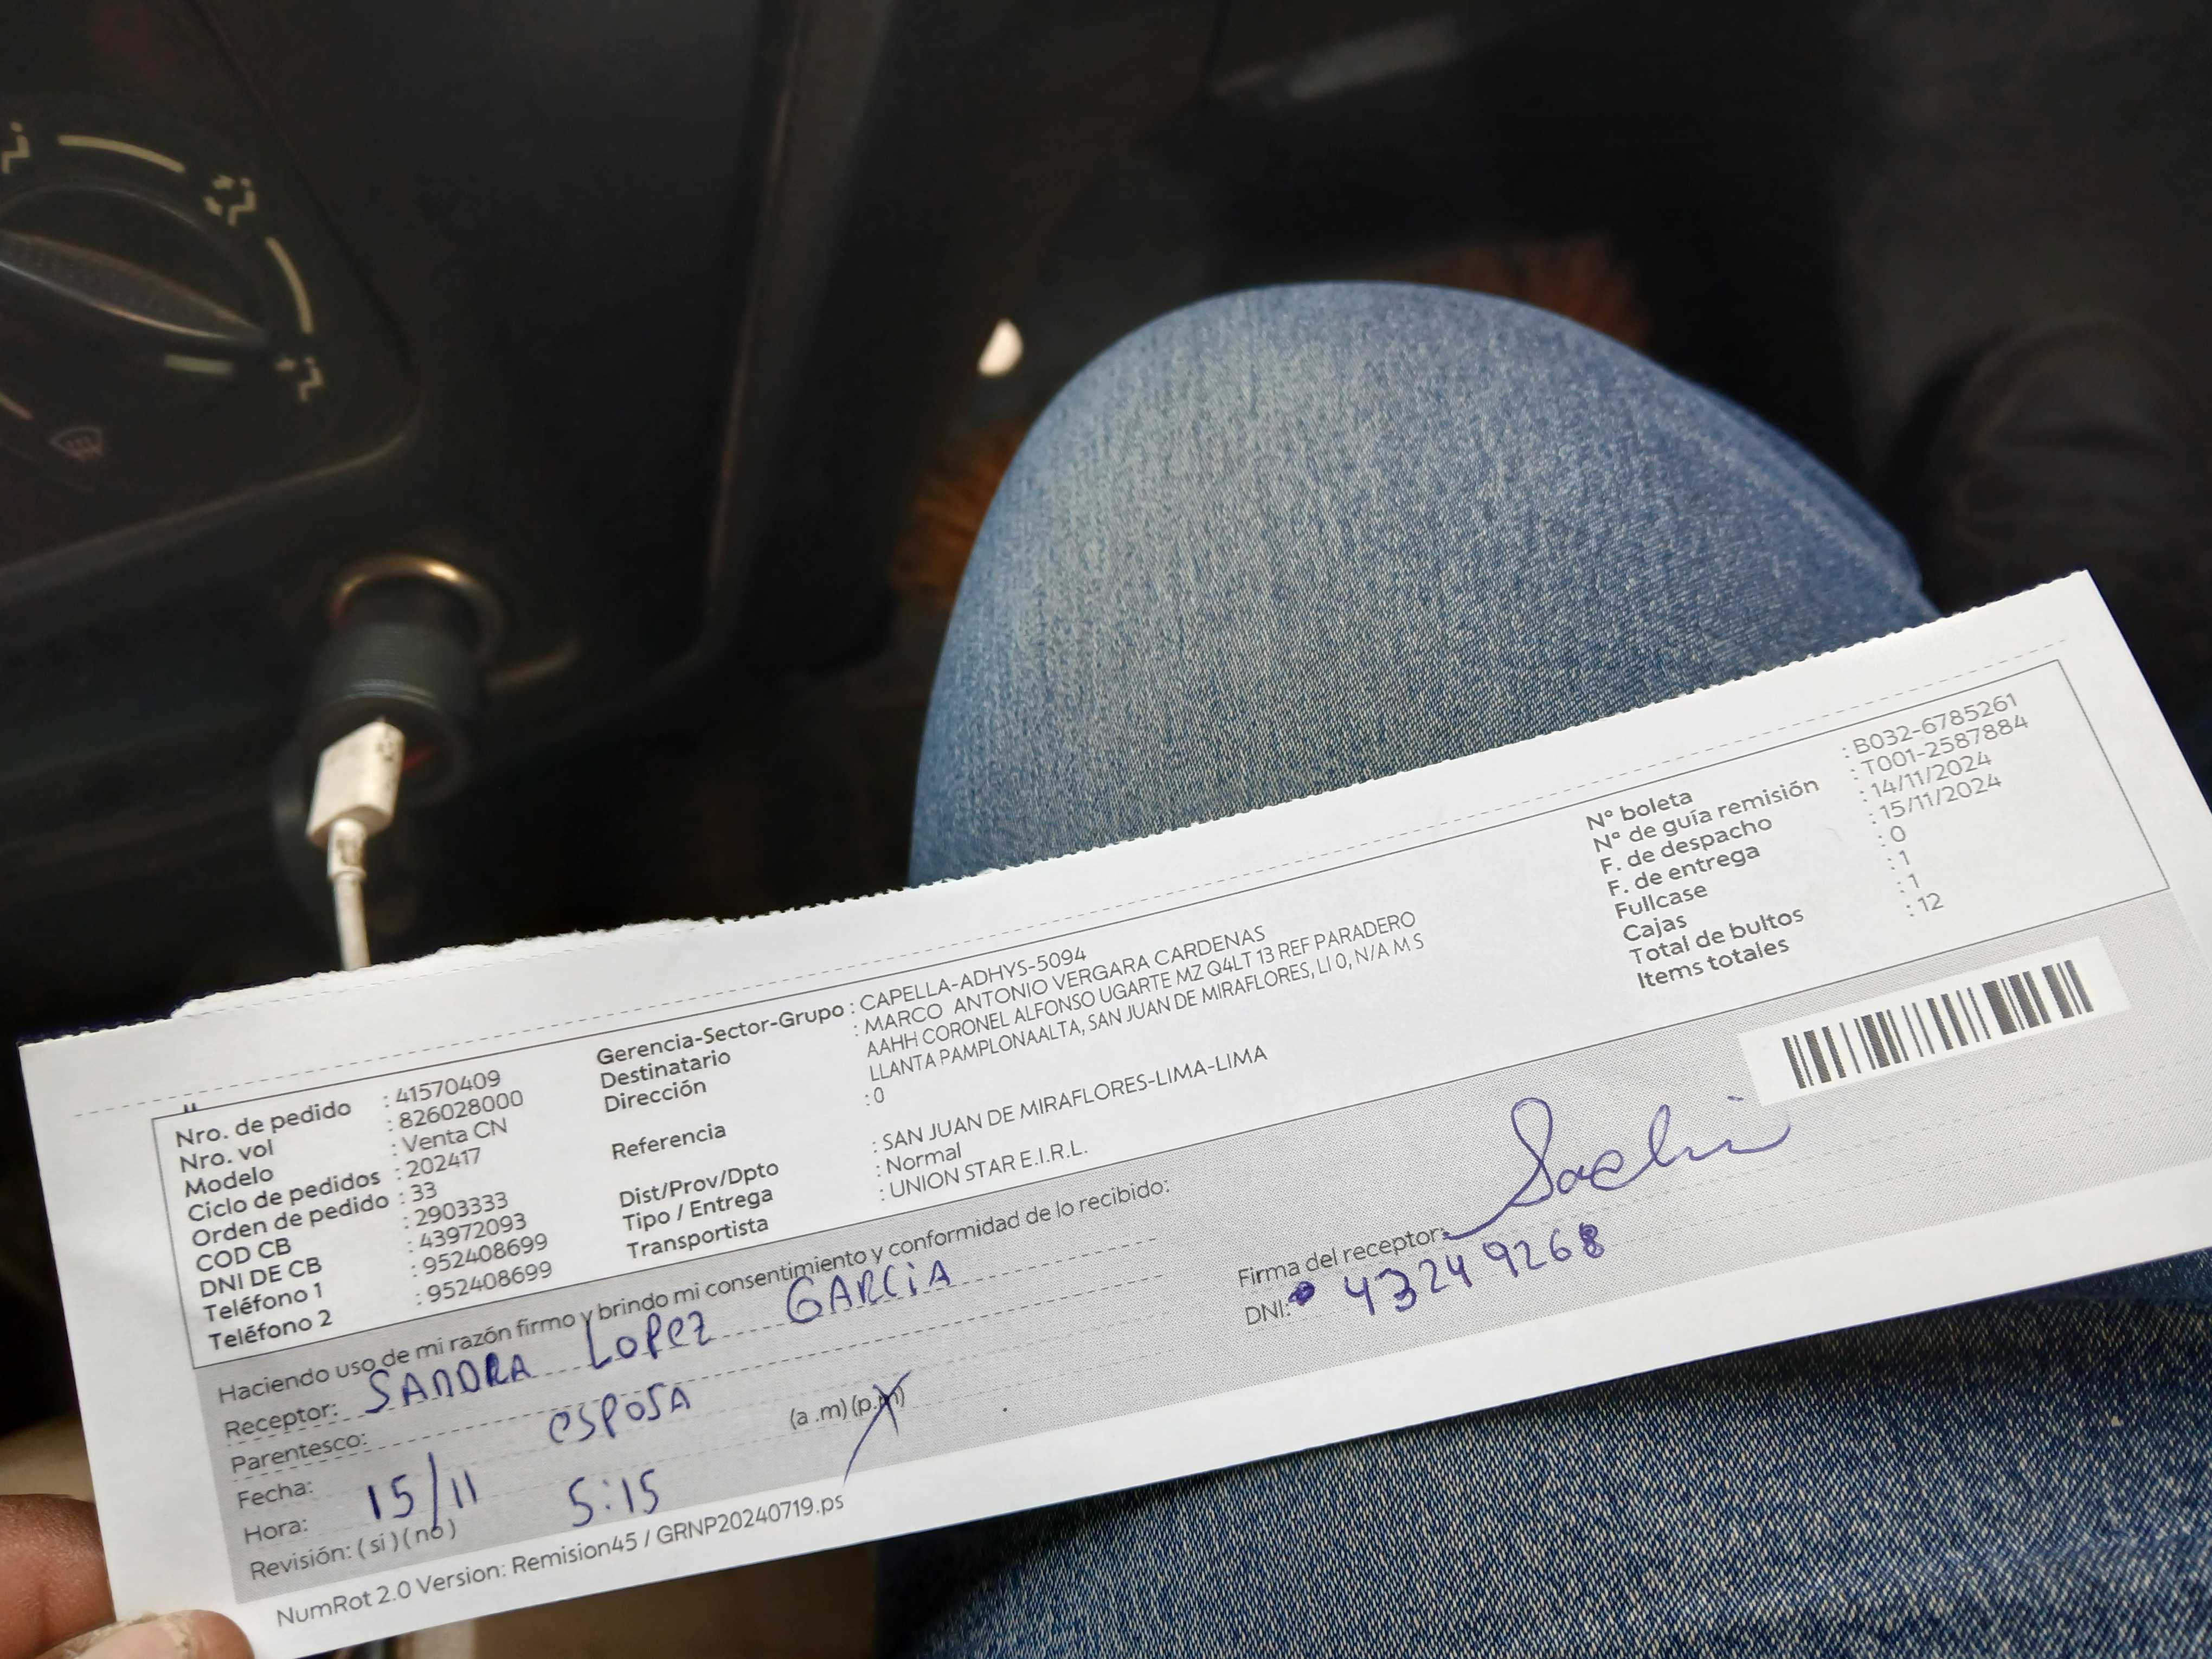 Nro. de pedido : 41570409
Nro. vol : 826028000
Modelo : Venta CN
Ciclo de pedidos : 202417
Orden de pedido : 33
COD CB : 2903333
DNI DE CB : 43972093
Teléfono 1 : 952408699
Teléfono 2 : 952408699
Gerencia-Sector-Grupo : CAPELLA-ADHYS-5094
Destinatario : MARCO ANTONIO VERGARA CARDENAS
Dirección AAHH CORONEL ALFONSO UGARTE MZ Q4LT 13 REF PARADERO
LLANTA PAMPLONAALTA, SAN JUAN DE MIRAFLORES, LI 0, N/A M S
Referencia : 0
Dist/Prov/Dpto : SAN JUAN DE MIRAFLORES-LIMA-LIMA
Tipo / Entrega : Normal
Transportista : UNION STAR E.I.R.L.
N° boleta : B032-6785261
N° de guía remisión : T001-2587884
F. de despacho : 14/11/2024
F. de entrega : 15/11/2024
Fullcase : 0
Cajas : 1
Total de bultos : 1
Items totales : 12
Haciendo uso de mi razón firmo y brindo mi consentimiento y conformidad de lo recibido:
Receptor: SANDRA LOPEZ GARCIA
Parentesco: esposa
Fecha: 15/11
Hora: 5:15 (a .m) (p.m)
Revisión: ( si ) ( no )
Firma del receptor:
DNI: 43249268
NumRot 2.0 Version: Remision45 / GRNP20240719.ps